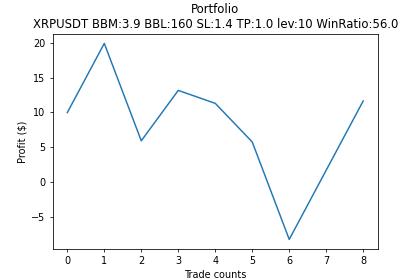 Portfolio
XRPUSDT BBM:3.9 BBL:160 SL:1.4 TP:1.0 lev:10 WinRatio:56.0
20
15
10
5
0
−5
Profit ($)
0 1 2 3 4 5 6 7 8
Trade counts